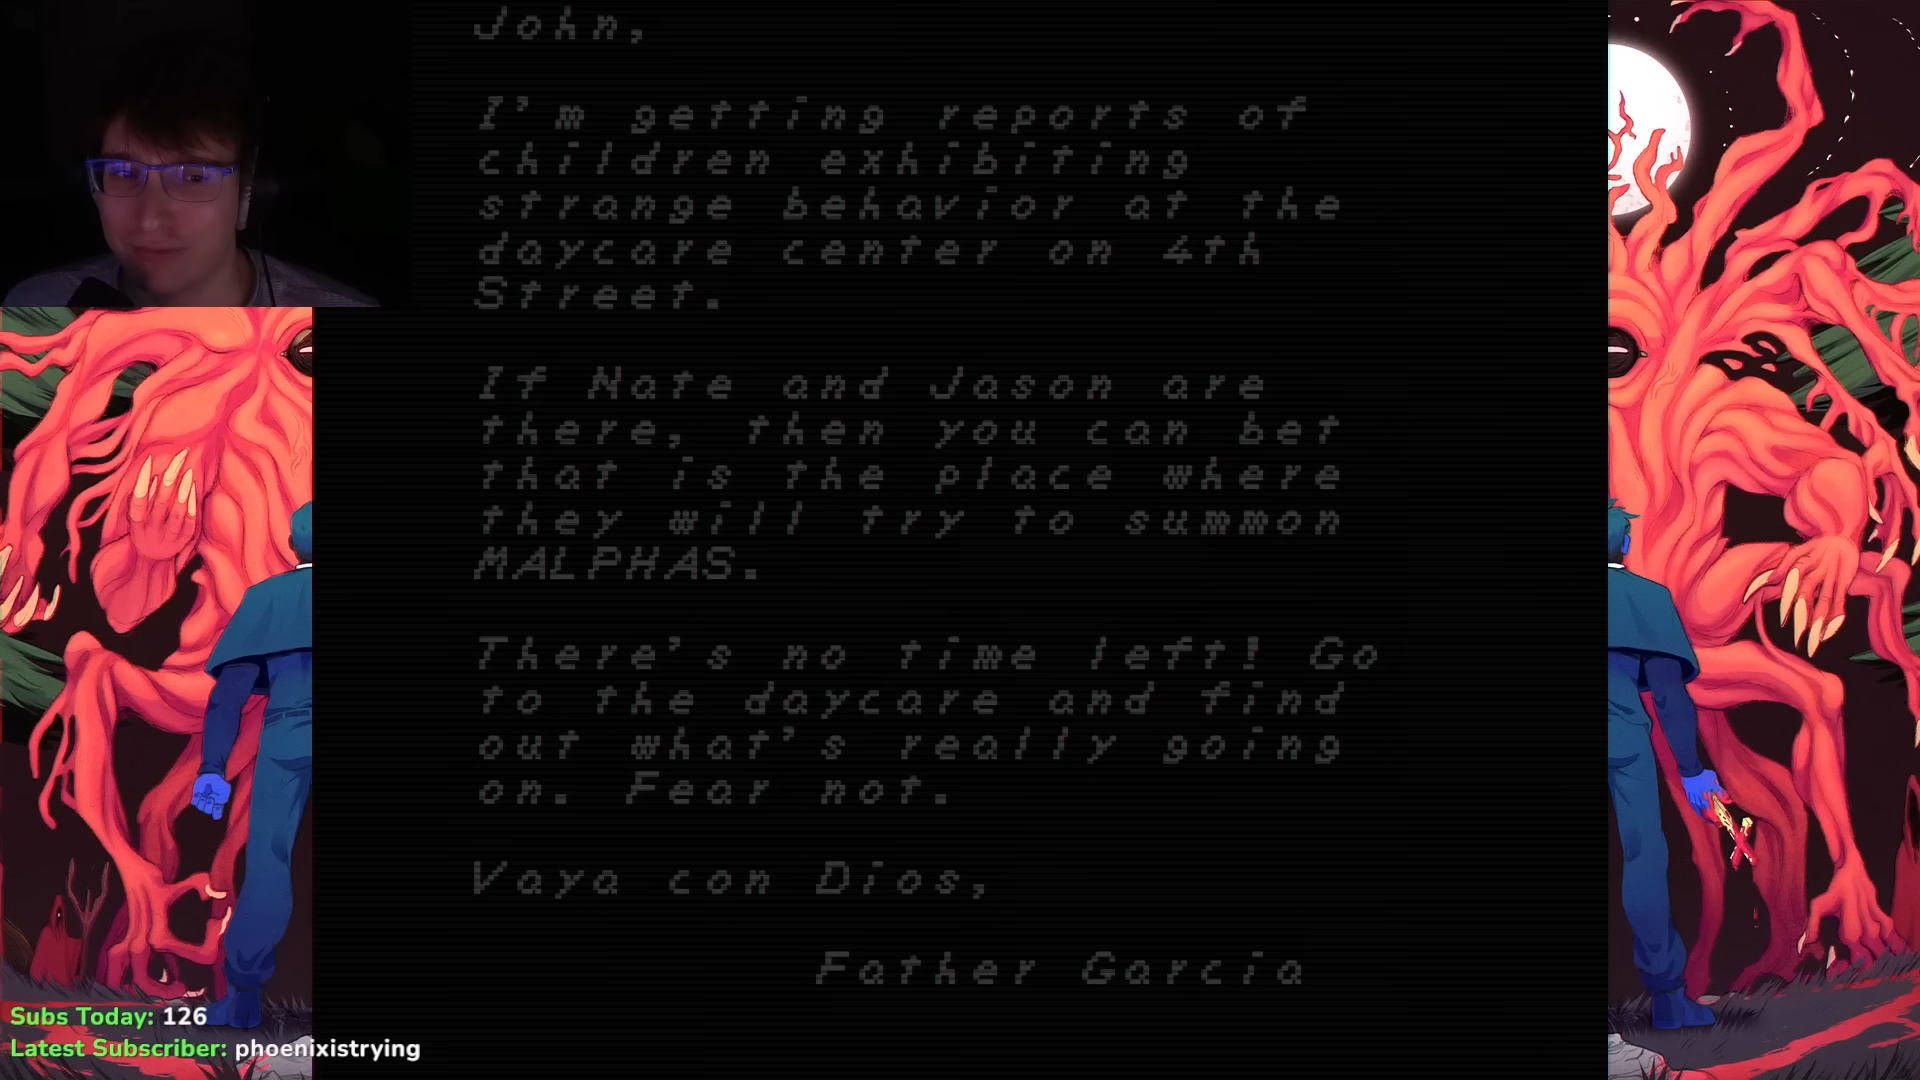 John,
I'm getting reports of
children exhibiting
strange behavior at the
daycare center on 4th
Street.
If Nate and Jason are
there, then you can bet
that is the place where
they will try to summon
MALPHAS.
There's no time left! Go
to the daycare and find
out what's really going
on. Fear not.
Vaya con Dios,
Father Garcia
Subs Today: 126
Latest Subscriber: phoenixistrying